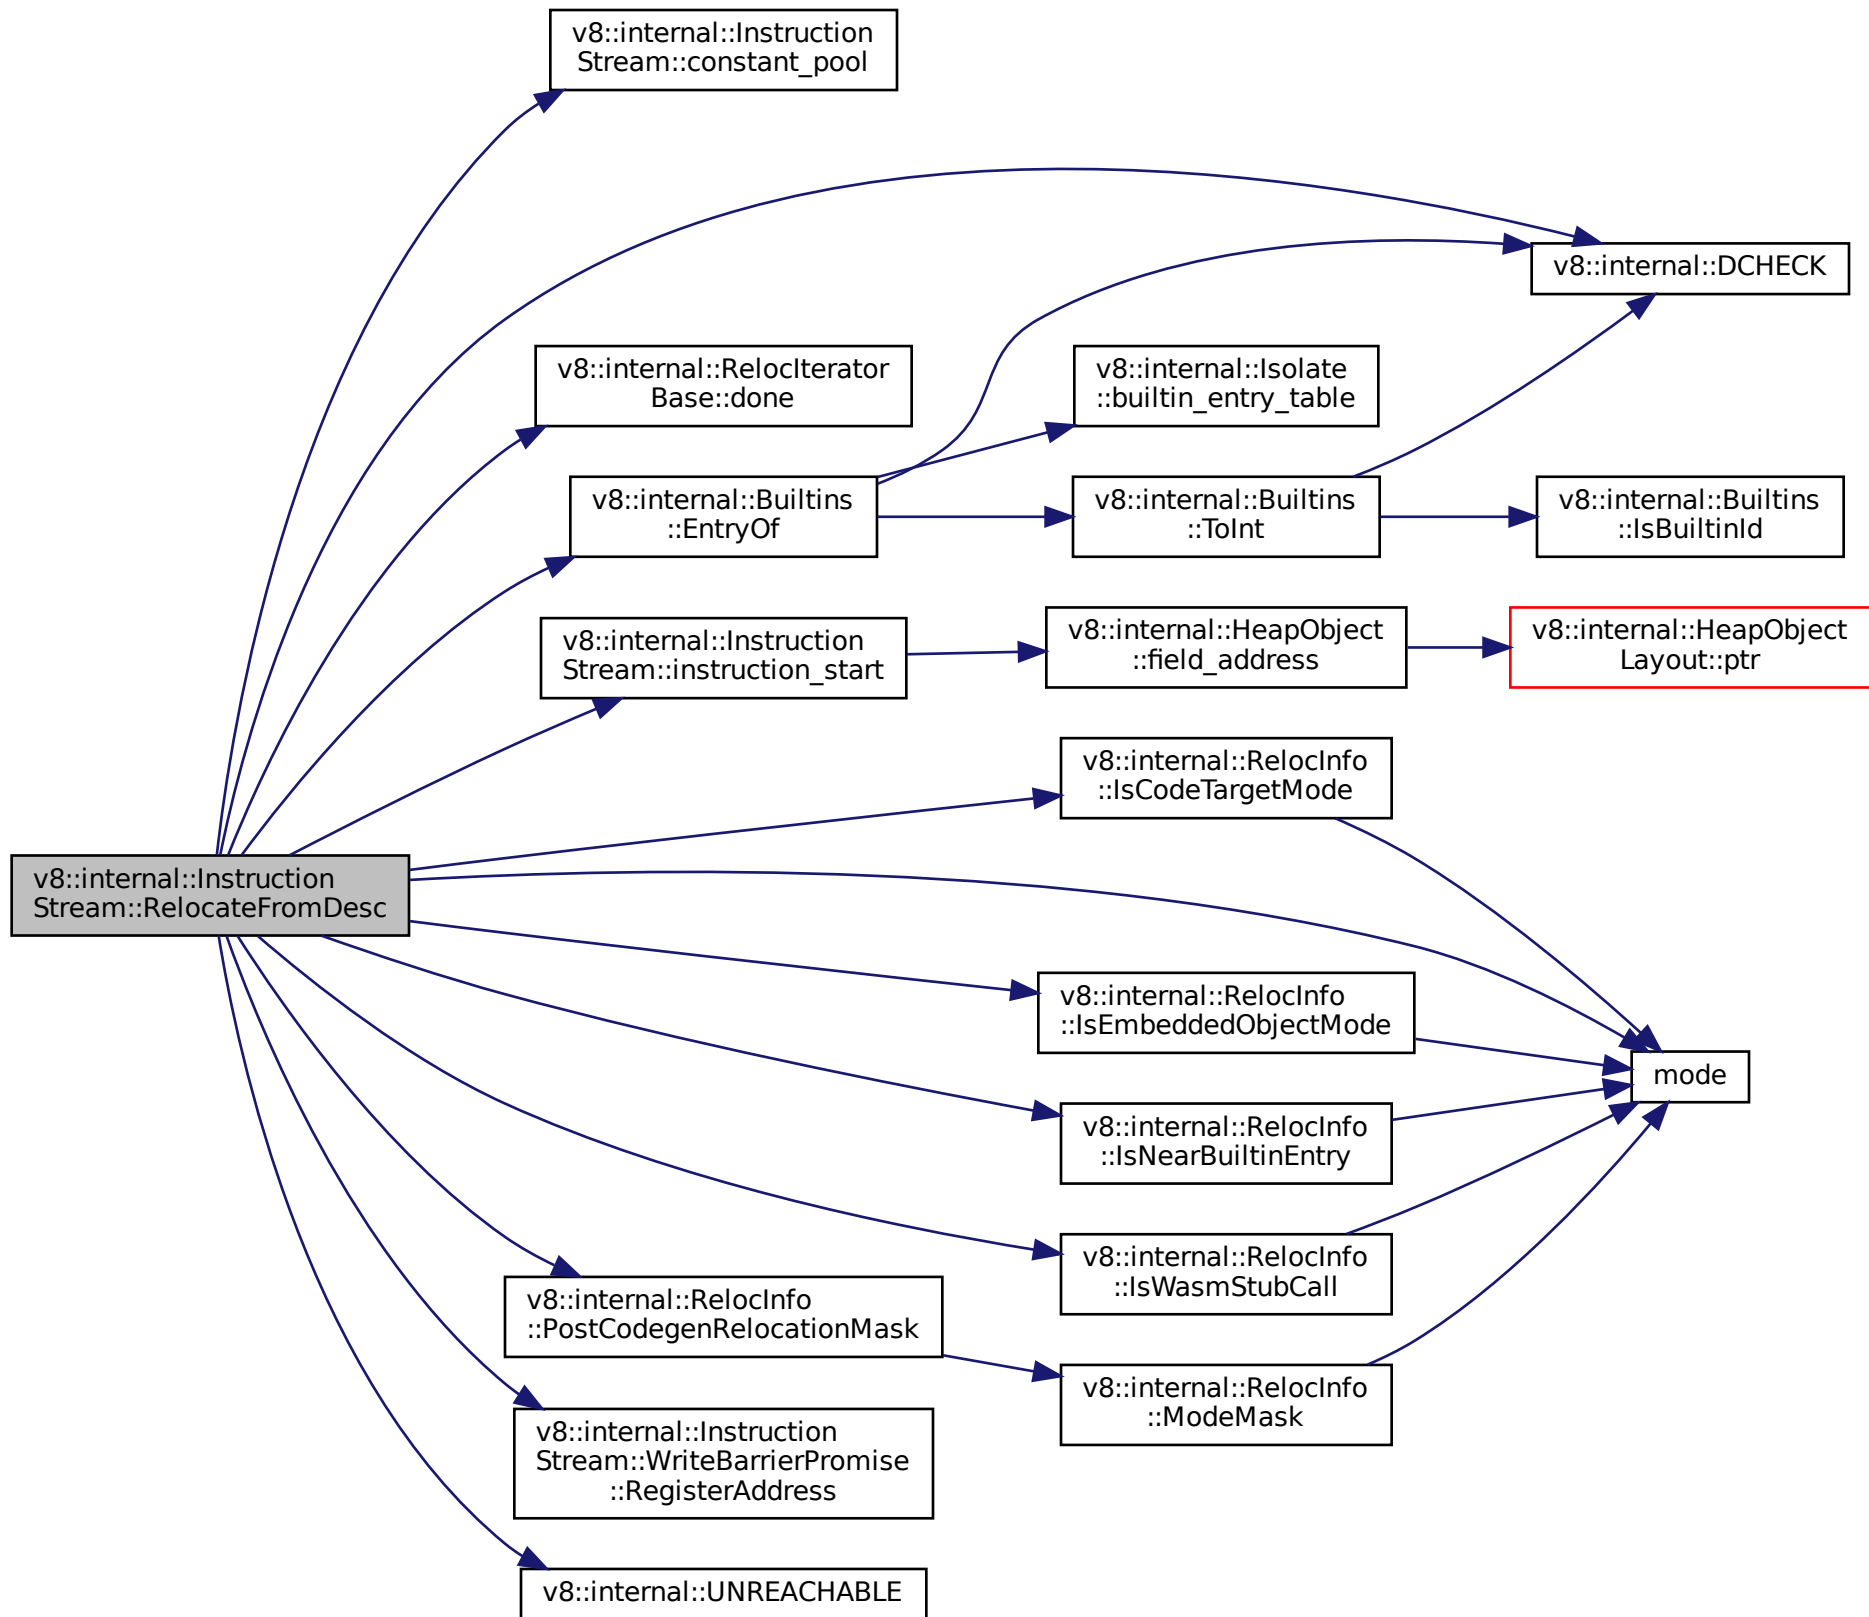 v8::internal::Instruction
Stream::constant_pool
v8::internal::DCHECK
v8::internal::RelocIterator
Base::done
v8::internal::Isolate
::builtin_entry_table
v8::internal::Builtins
::EntryOf
v8::internal::Builtins
::ToInt
v8::internal::Builtins
::IsBuiltinId
v8::internal::Instruction
Stream::instruction_start
v8::internal::HeapObject
::field_address
v8::internal::HeapObject
Layout::ptr
v8::internal::RelocInfo
::IsCodeTargetMode
v8::internal::Instruction
Stream::RelocateFromDesc
v8::internal::RelocInfo
::IsEmbeddedObjectMode
mode
v8::internal::RelocInfo
::IsNearBuiltinEntry
v8::internal::RelocInfo
::IsWasmStubCall
v8::internal::RelocInfo
::PostCodegenRelocationMask
v8::internal::RelocInfo
::ModeMask
v8::internal::Instruction
Stream::WriteBarrierPromise
::RegisterAddress
v8::internal::UNREACHABLE